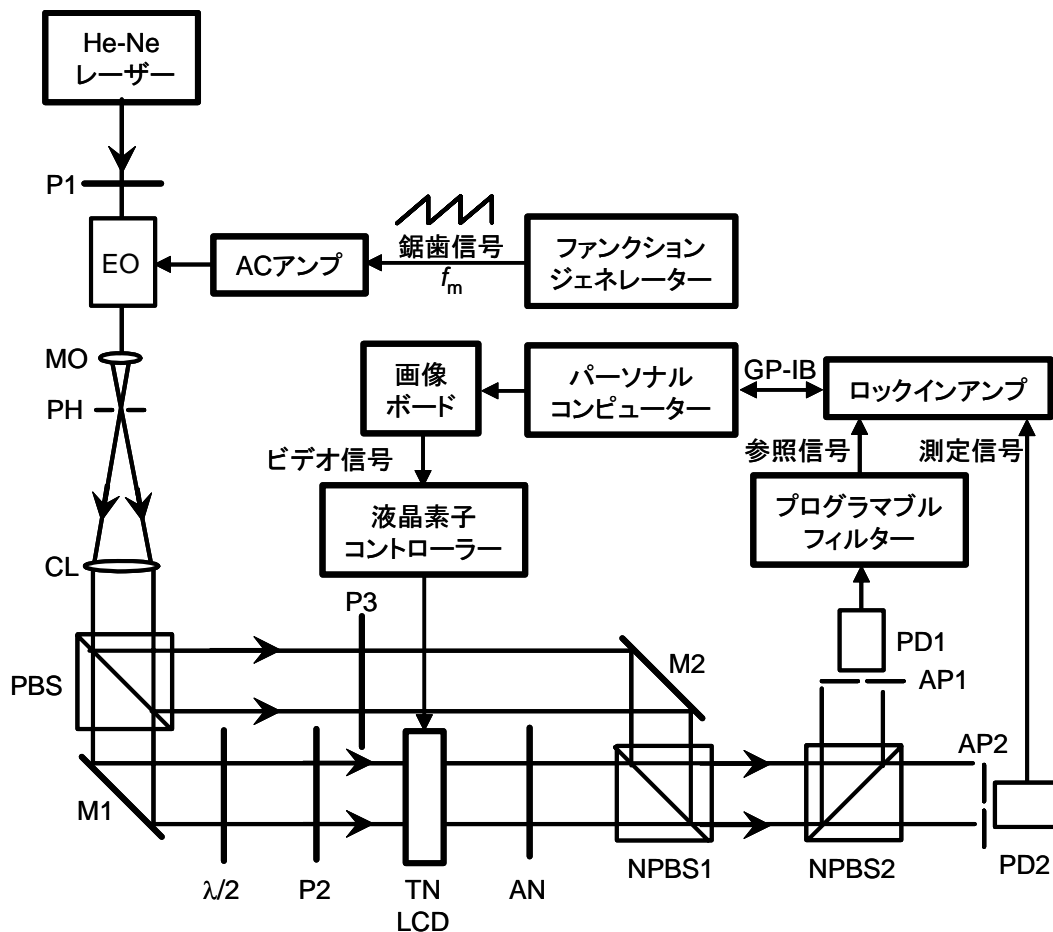 He-Ne
レーザー
P1
EO
ACアンプ
鋸歯信号
fm
ファンクション
ジェネレーター
MO
PH
画像
ボード
パーソナル
コンピューター
GP-IB
ロックインアンプ
ビデオ信号
参照信号
測定信号
液晶素子
コントローラー
プログラマブル
フィルター
CL
P3
PD1
AP1
PBS
M2
AP2
M1
λ/2
P2
TN
LCD
AN
NPBS1
NPBS2
PD2